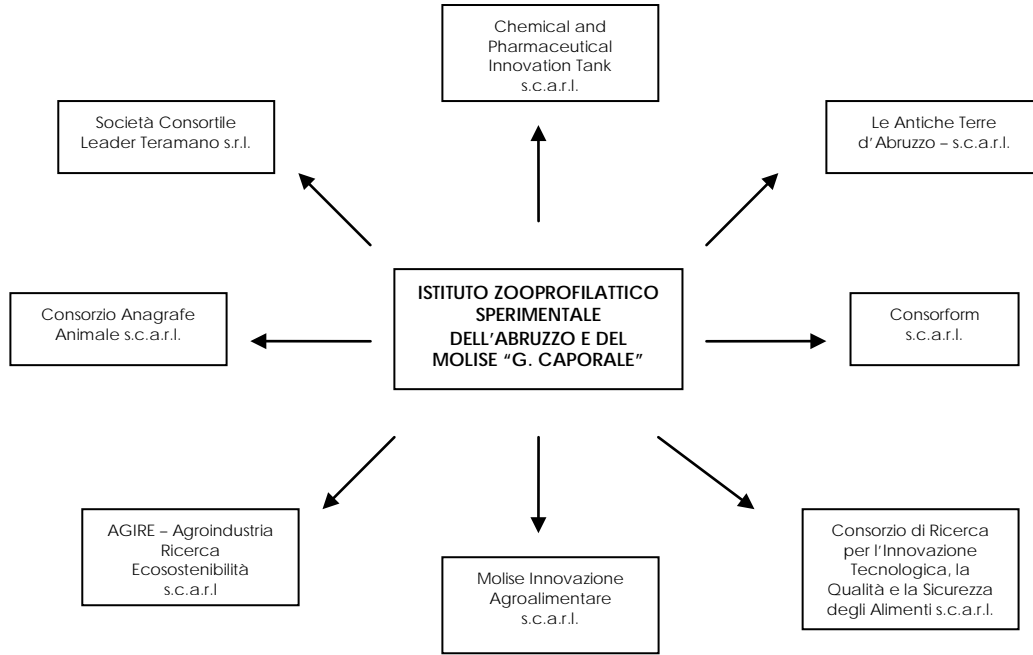 Chemical and
Pharmaceutical
Innovation Tank
s.c.a.r.l.
Società Consortile
Leader Teramano s.r.l.
Le Antiche Terre
d'Abruzzo – s.c.a.r.l.
ISTITUTO ZOOPROFILATTICO
SPERIMENTALE
DELL'ABRUZZO E DEL
MOLISE "G. CAPORALE"
Consorzio Anagrafe
Animale s.c.a.r.l.
Consorform
s.c.a.r.l.
AGIRE – Agroindustria
Ricerca
Ecosostenibilità
s.c.a.r.l
Molise Innovazione
Agroalimentare
s.c.a.r.l.
Consorzio di Ricerca
per l'Innovazione
Tecnologica, la
Qualità e la Sicurezza
degli Alimenti s.c.a.r.l.